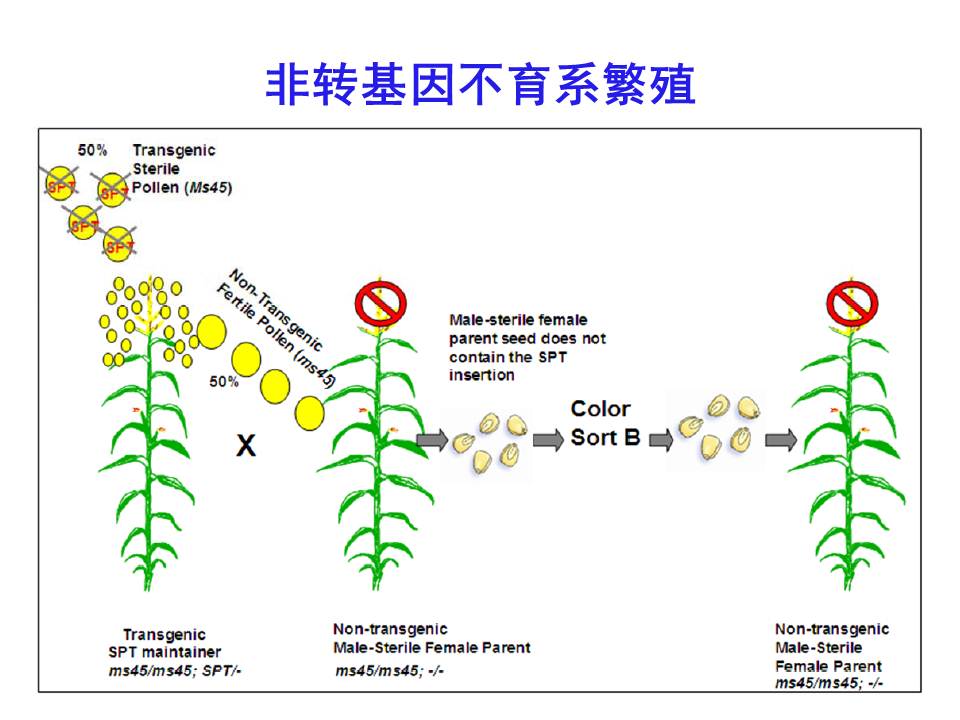 非转基因不育系繁殖
50%
Transgenic
Sterile
Pollen (Ms45)
SPT
SPT
SPT
SPT
Non-Transgenic
Fertile Pollen (ms45)
50%
X
Male-sterile female
parent seed does not
contain the SPT
insertion
Color
Sort B
Transgenic
SPT maintainer
ms45/ms45; SPT/-
Non-transgenic
Male-Sterile Female Parent
ms45/ms45; -/-
Non-transgenic
Male-Sterile
Female Parent
ms45/ms45; -/-